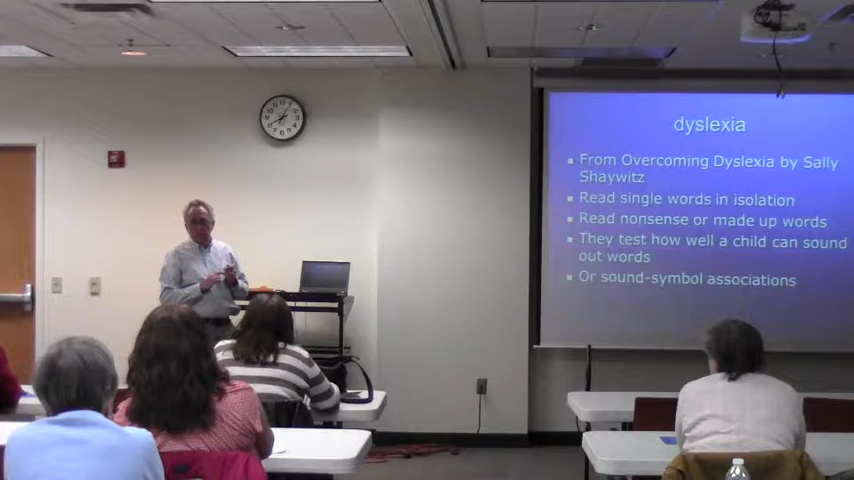 dyslexia
From Overcoming Dyslexia by Sally
Shaywitz
Read single words in isolation
Read nonsense or made up words
They test how well a child can sound
out words
Or sound-symbol associations